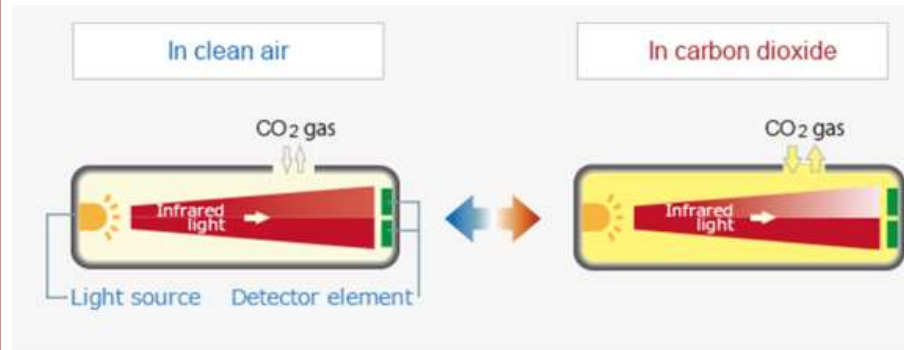 In clean air
In carbon dioxide
CO2 gas
CO2 gas
Infrared
light
Infrared
light
Light source
Detector element